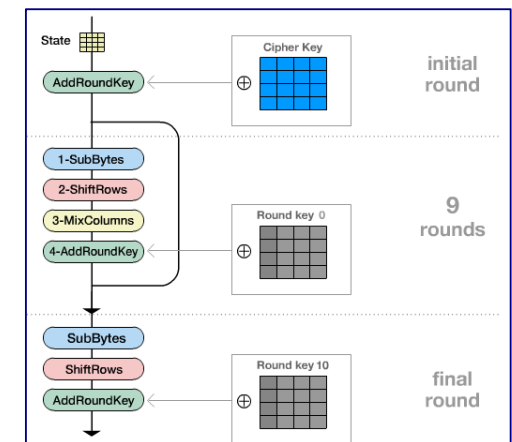 State
Cipher Key
initial
round
AddRoundKey
⊕
1-SubBytes
2-ShiftRows
3-MixColumns
4-AddRoundKey
Round key 0
⊕
9
rounds
SubBytes
ShiftRows
AddRoundKey
Round key 10
⊕
final
round